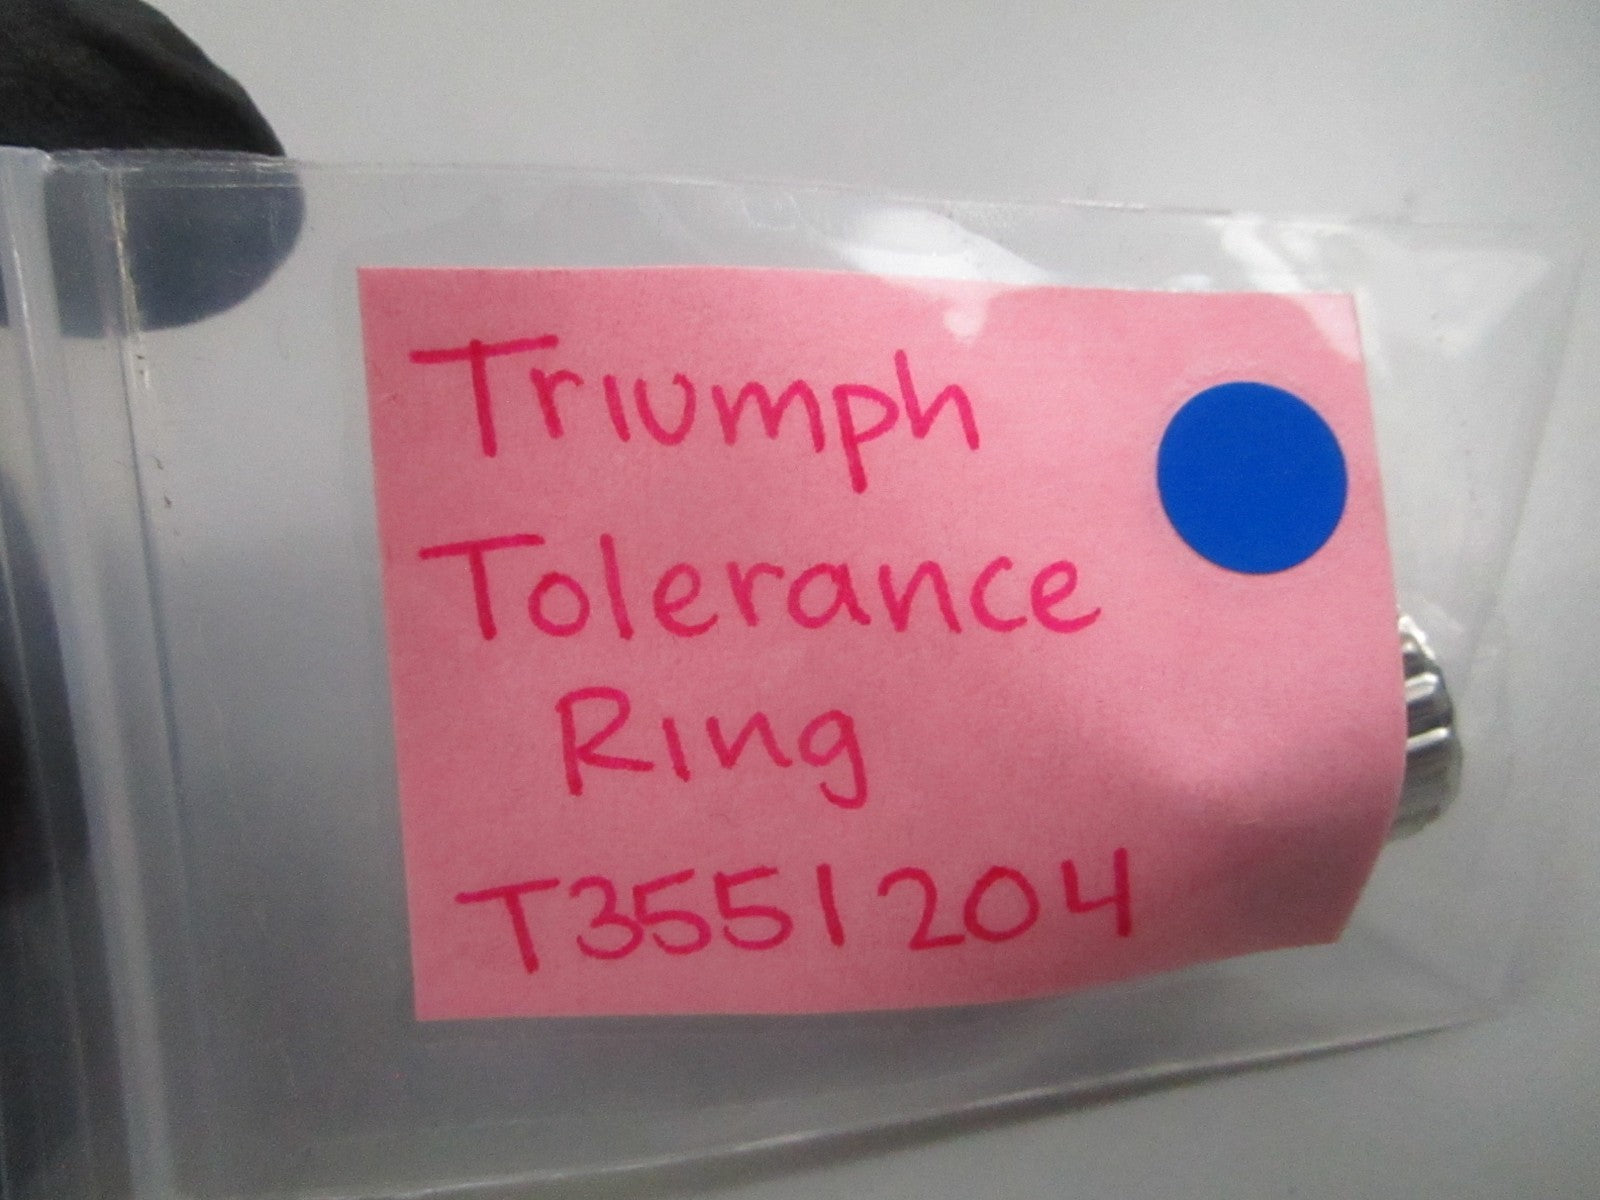 Triumph
Tolerance
Ring
T3551204